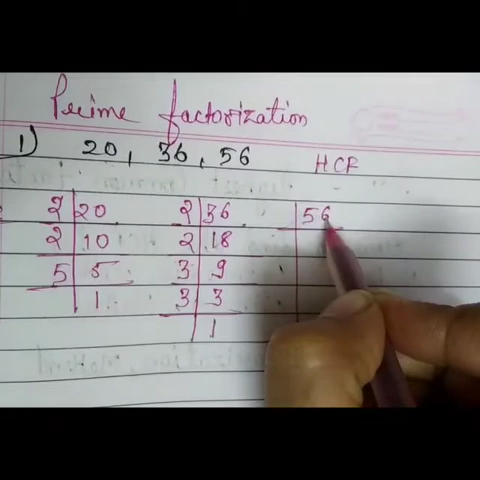 Prime factorization
1) 20, 36, 56 HCF
2 20 2 36 56
2 10 2 18
5 5 3 9
1 3 3
1